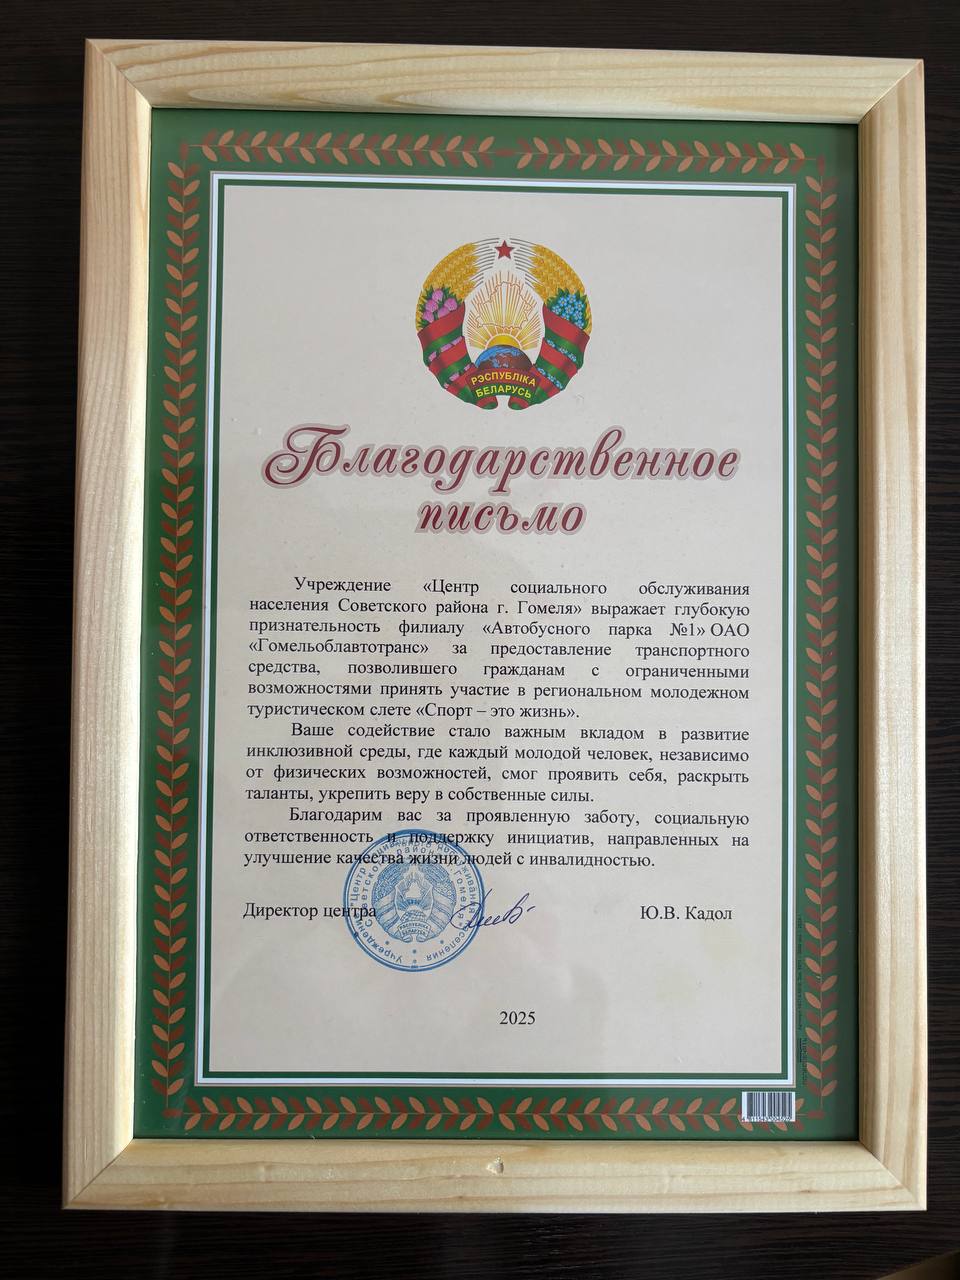 РЭСПУБЛІКА
БЕЛАРУСЬ
Благодарственное
письмо
Учреждение «Центр социального обслуживания
населения Советского района г. Гомеля» выражает глубокую
признательность филиалу «Автобусного парка №1» ОАО
«Гомельоблавтотранс» за предоставление транспортного
средства, позволившего гражданам с ограниченными
возможностями принять участие в региональном молодежном
туристическом слете «Спорт – это жизнь».
Ваше содействие стало важным вкладом в развитие
инклюзивной среды, где каждый молодой человек, независимо
от физических возможностей, смог проявить себя, раскрыть
таланты, укрепить веру в собственные силы.
Благодарим вас за проявленную заботу, социальную
ответственность и поддержку инициатив, направленных на
улучшение качества жизни людей с инвалидностью.
Директор центра
Ю.В. Кадол
2025